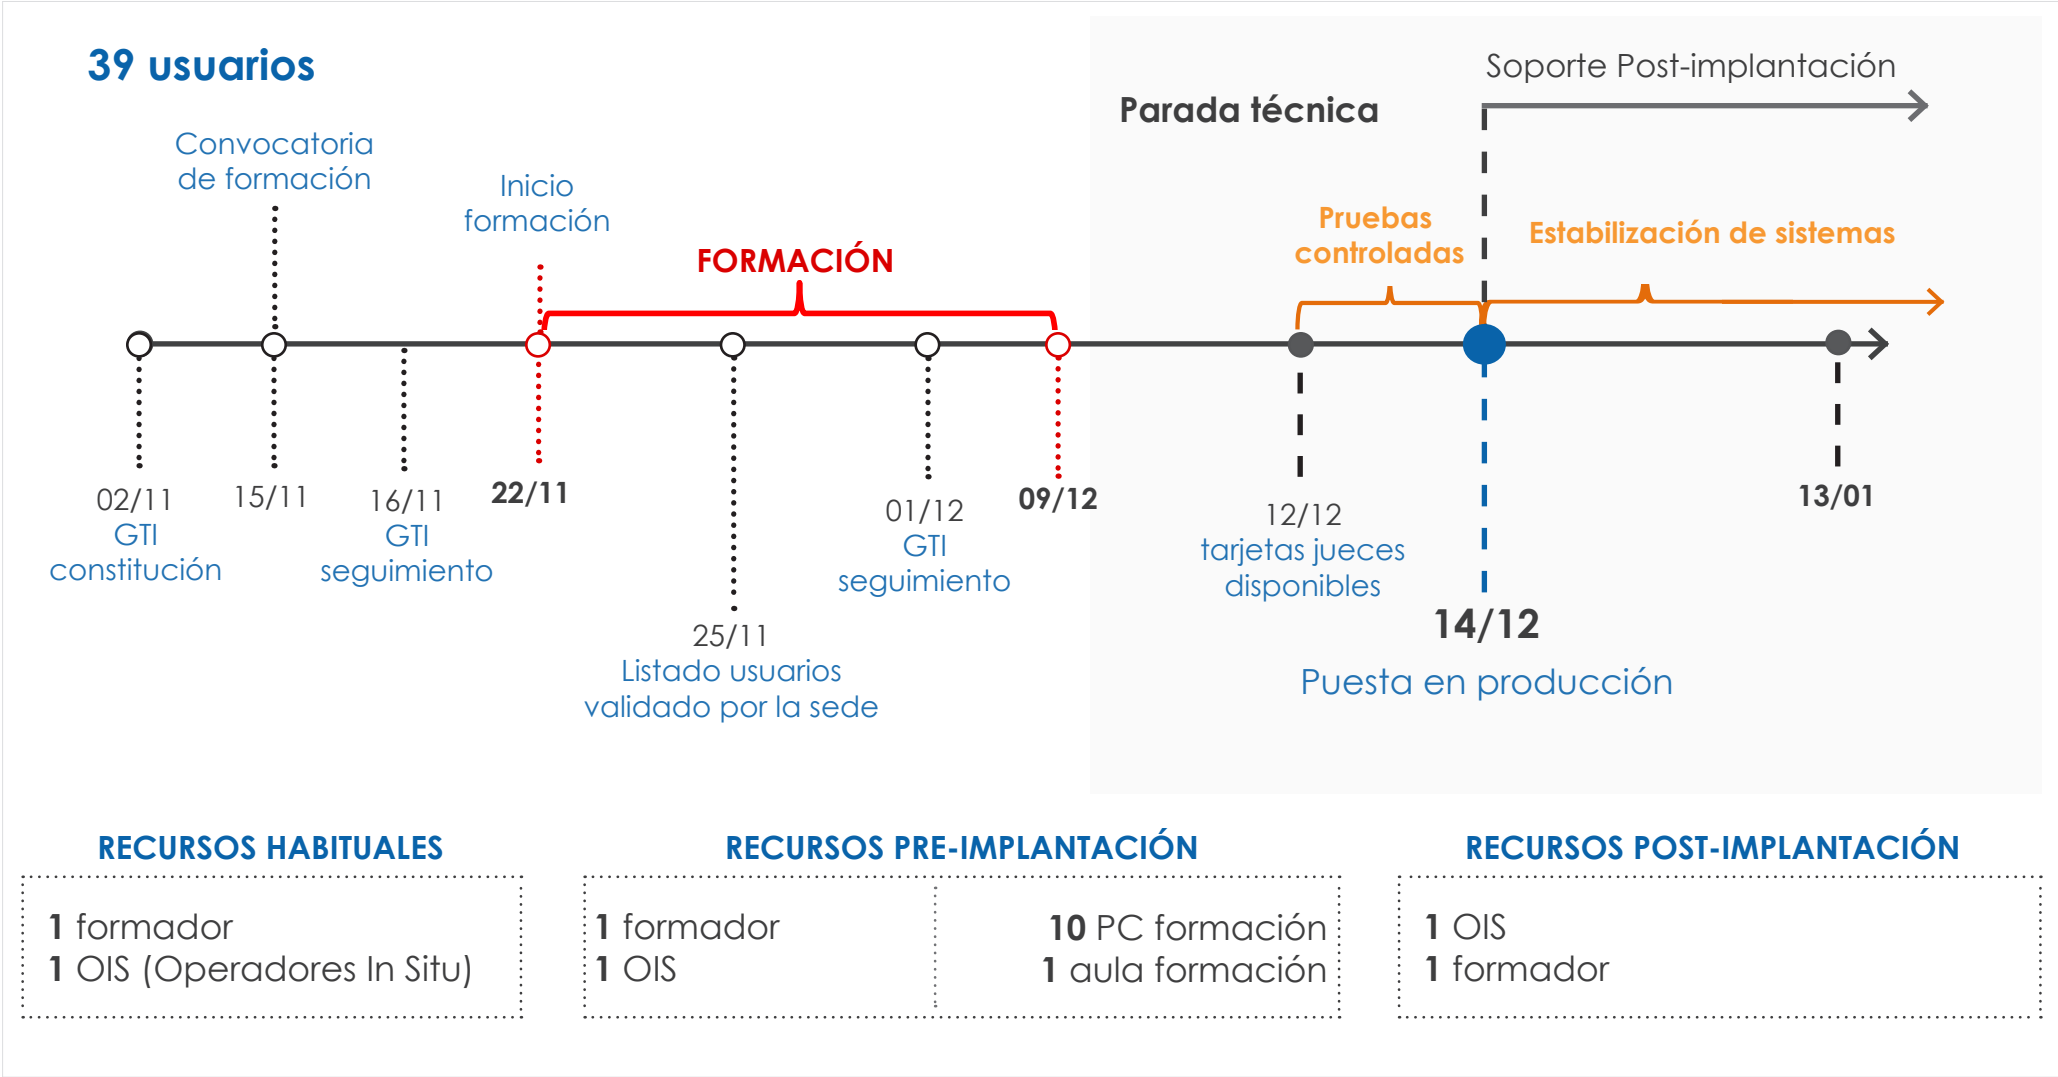 39 usuarios
Soporte Post-implantación
Parada técnica
Convocatoria
de formación
Inicio
formación
FORMACIÓN
Pruebas
controladas
Estabilización de sistemas
02/11
GTI
constitución
15/11
16/11
GTI
seguimiento
22/11
25/11
Listado usuarios
validado por la sede
01/12
GTI
seguimiento
09/12
12/12
tarjetas jueces
disponibles
14/12
Puesta en producción
13/01
RECURSOS HABITUALES
1 formador
1 OIS (Operadores In Situ)
RECURSOS PRE-IMPLANTACIÓN
1 formador
1 OIS
10 PC formación
1 aula formación
RECURSOS POST-IMPLANTACIÓN
1 OIS
1 formador